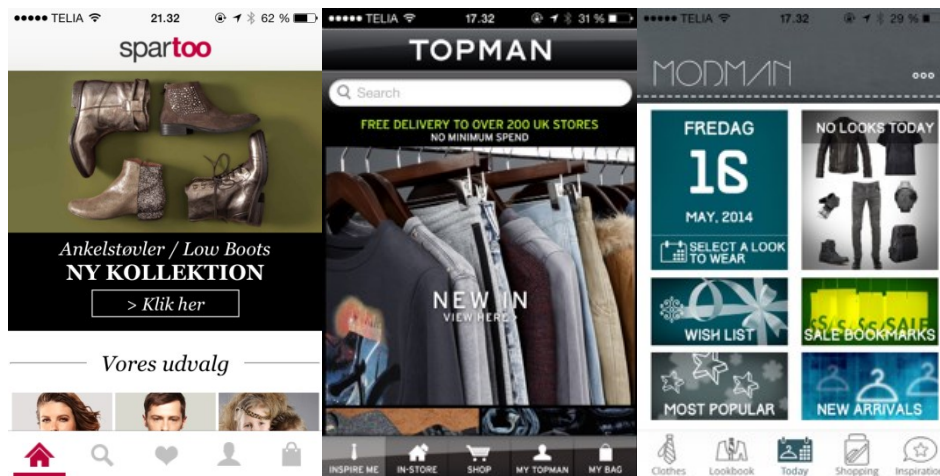 TELIA 21.32 62 %
spartoo
Ankelstøvler / Low Boots
NY KOLLEKTION
> Klik her
Vores udvalg
TELIA 17.32 31 %
TOPMAN
Search
FREE DELIVERY TO OVER 200 UK STORES
NO MINIMUM SPEND
NEW IN
VIEW HERE >
INSPIRE ME IN-STORE SHOP MY TOPMAN MY BAG
TELIA 17.32 29 %
MODMAN
FREDAG
16
MAY, 2014
SELECT A LOOK
TO WEAR
NO LOOKS TODAY
WISH LIST
SALE
SALE BOOKMARKS
MOST POPULAR
NEW ARRIVALS
Clothes Lookbook Today Shopping Inspiratio